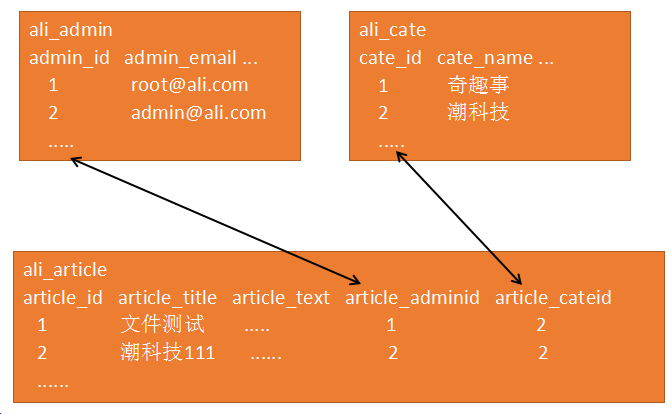 ali_admin
admin_id admin_email ...
1 root@ali.com
2 admin@ali.com
.....
ali_cate
cate_id cate_name ...
1 奇趣事
2 潮科技
.....
ali_article
article_id article_title article_text article_adminid article_cateid
1 文件测试 ..... 1 2
2 潮科技111 ...... 2 2
......